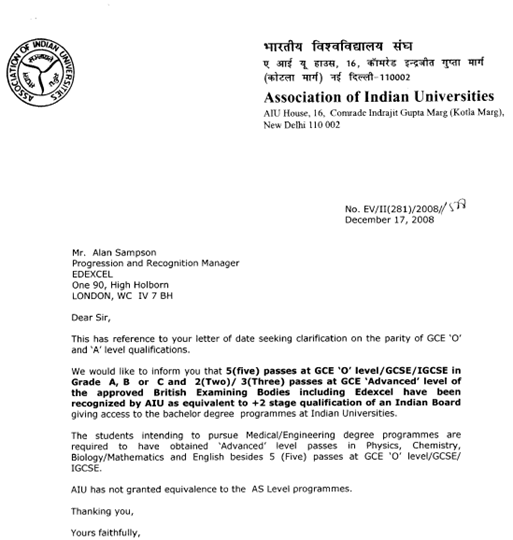 ASSOCIATION OF INDIAN UNIVERSITIES
भारतीय विश्वविद्यालय संघ
ए आई यू हाउस, 16, कॉमरेड इन्द्रजीत गुप्ता मार्ग
(कोटला मार्ग) नई दिल्ली-110002
Association of Indian Universities
AIU House, 16, Comrade Indrajit Gupta Marg (Kotla Marg),
New Delhi 110 002
No. EV/II(281)/2008/
December 17, 2008
Mr. Alan Sampson
Progression and Recognition Manager
EDEXCEL
One 90, High Holborn
LONDON, WC IV 7 BH
Dear Sir,
This has reference to your letter of date seeking clarification on the parity of GCE 'O'
and 'A' level qualifications.
We would like to inform you that 5(five) passes at GCE 'O' level/GCSE/IGCSE in
Grade A, B or C and 2(Two)/ 3(Three) passes at GCE 'Advanced' level of
the approved British Examining Bodies including Edexcel have been
recognized by AIU as equivalent to +2 stage qualification of an Indian Board
giving access to the bachelor degree programmes at Indian Universities.
The students intending to pursue Medical/Engineering degree programmes are
required to have obtained 'Advanced' level passes in Physics, Chemistry,
Biology/Mathematics and English besides 5 (Five) passes at GCE 'O' level/GCSE/
IGCSE.
AIU has not granted equivalence to the AS Level programmes.
Thanking you,
Yours faithfully,